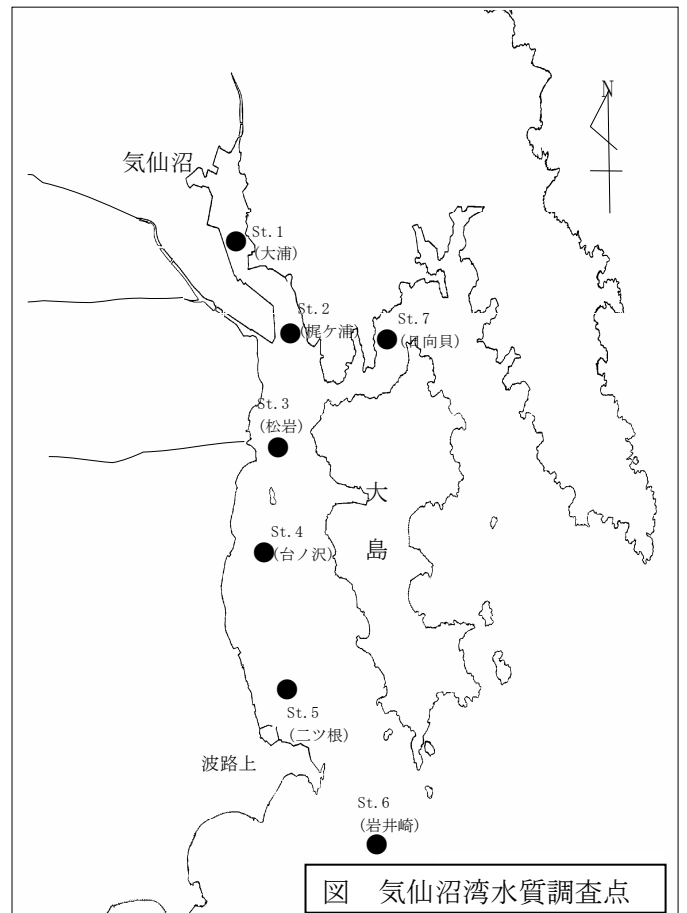 N
気仙沼
St.1
(大浦)
St.2
(梶ケ浦)
St.7
(日向貝)
St.3
(松岩)
大島
St.4
(台ノ沢)
St.5
(二ツ根)
波路上
St.6
(岩井崎)
図 気仙沼湾水質調査点